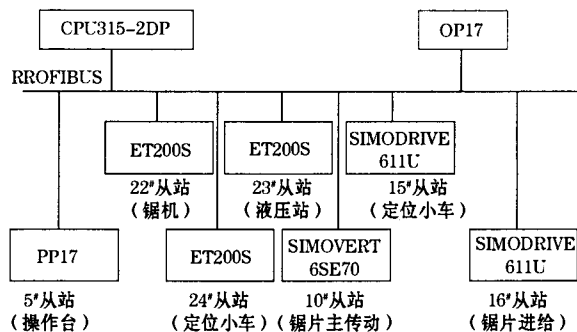 CPU315-2DP
OP17
RROFIBUS
ET200S
ET200S
SIMODRIVE
611U
22#从站
(锯机)
23#从站
(液压站)
15#从站
(定位小车)
PP17
ET200S
SIMOVERT
6SE70
SIMODRIVE
611U
5#从站
(操作台)
24#从站
(定位小车)
10#从站
(锯片主传动)
16#从站
(锯片进给)